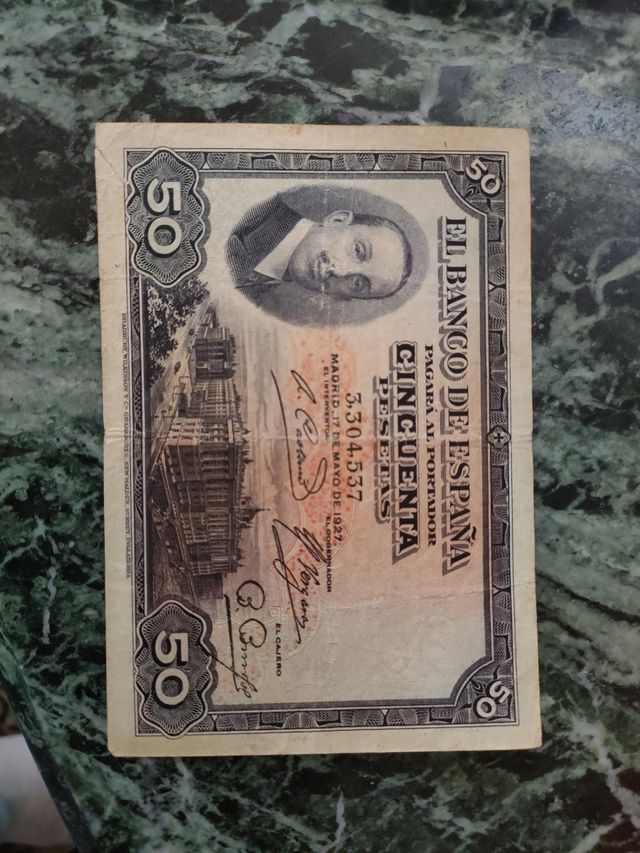 50
50
EL BANCO DE ESPAÑA
PAGARÁ AL PORTADOR
CINCUENTA
PESETAS
3,304,537
MADRID, 17 DE MAYO DE 1927.
EL INTERVENTOR
EL GOBERNADOR
EL CAJERO
50
50